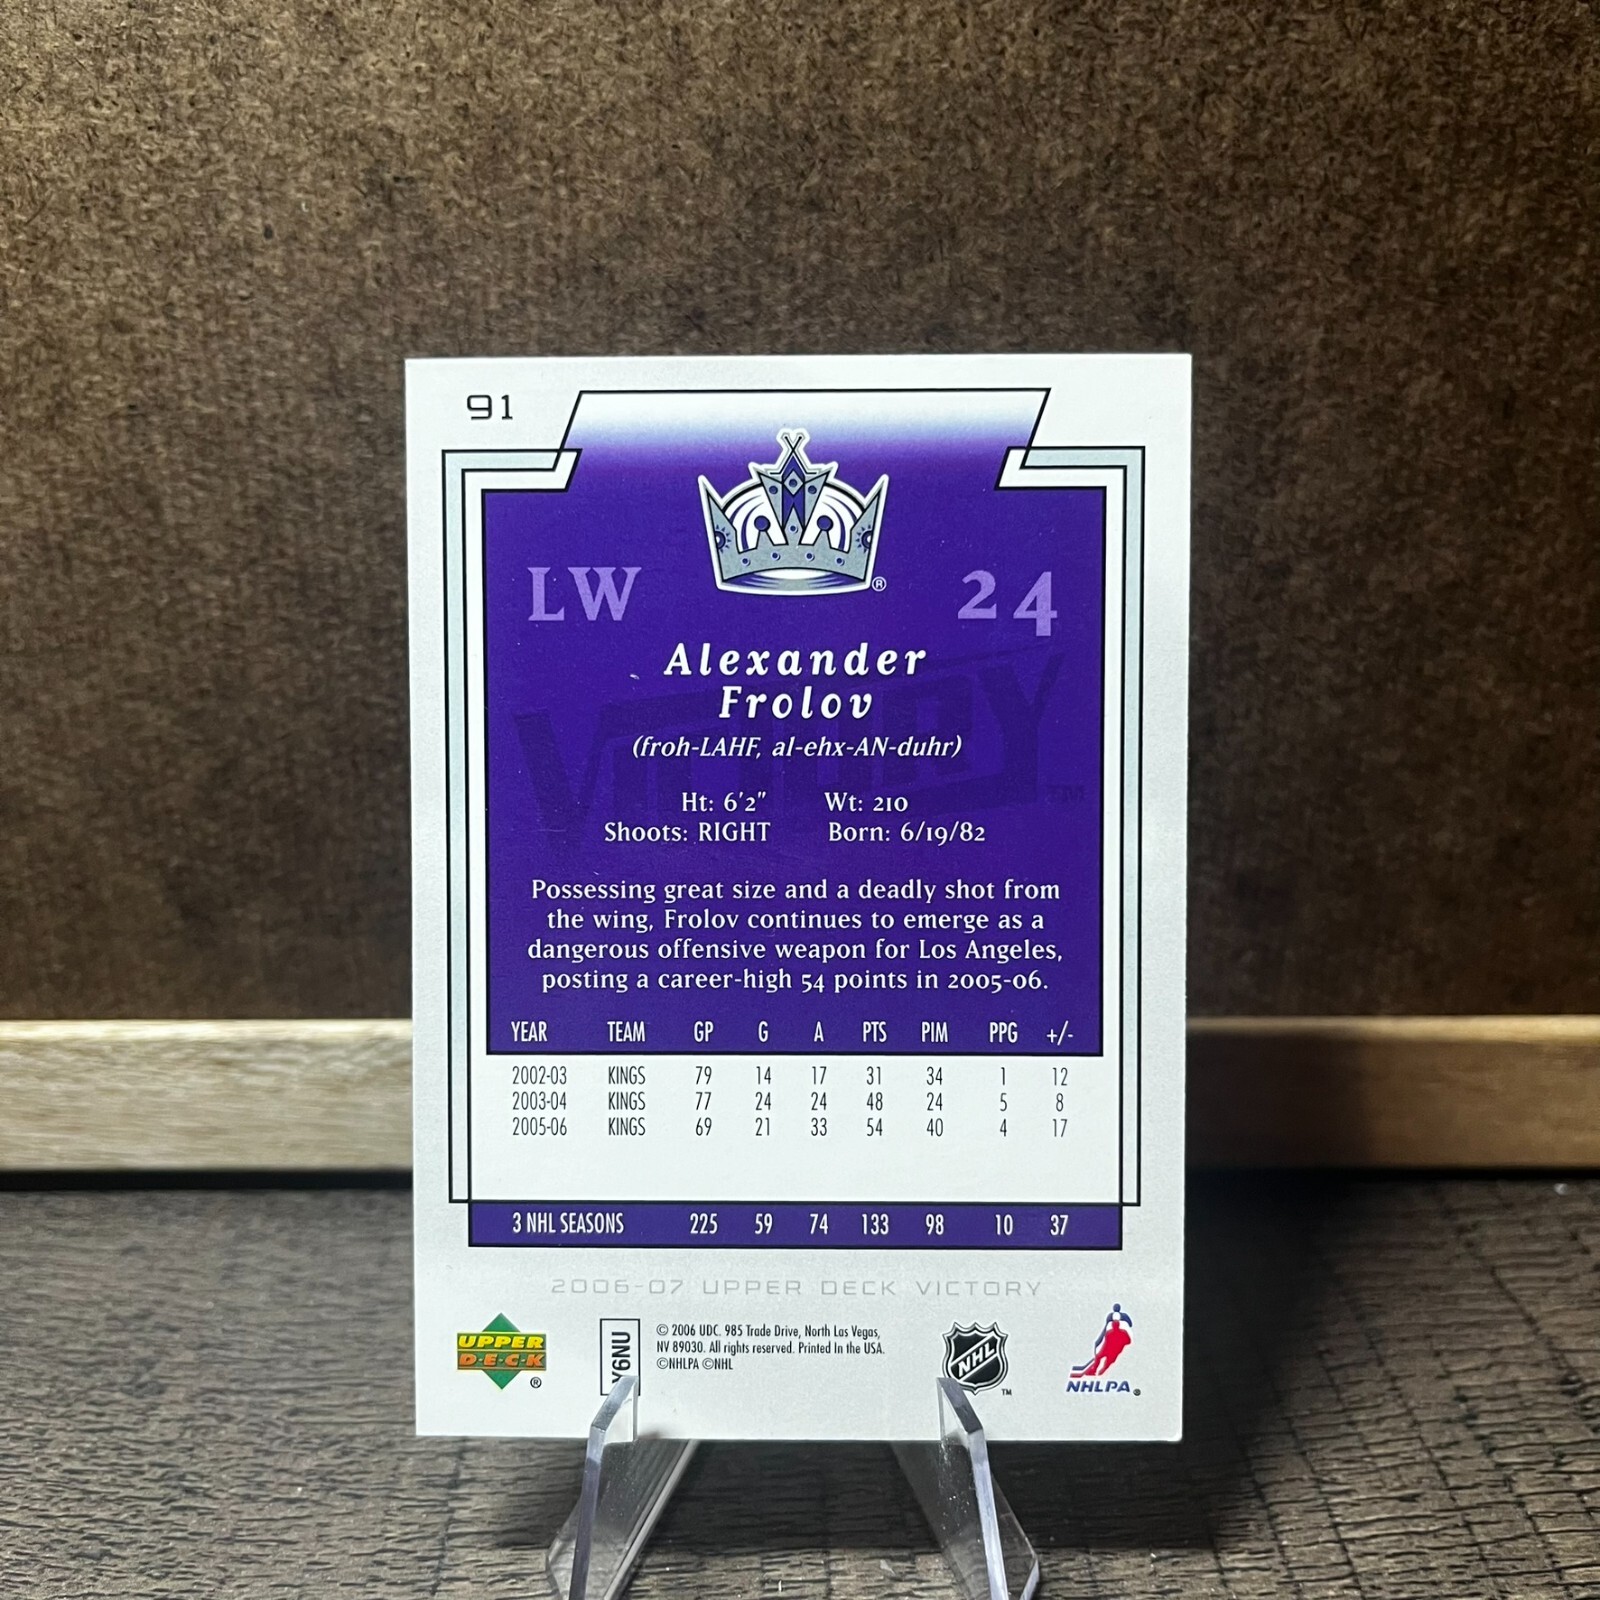 91
LW 24
Alexander
Frolov
(froh-LAHF, al-ehx-AN-duhr)
VICTORY
Ht: 6'2" Wt: 210
Shoots: RIGHT Born: 6/19/82
Possessing great size and a deadly shot from
the wing, Frolov continues to emerge as a
dangerous offensive weapon for Los Angeles,
posting a career-high 54 points in 2005-06.
YEAR TEAM GP G A PTS PIM PPG +/-
2002-03 KINGS 79 14 17 31 34 1 12
2003-04 KINGS 77 24 24 48 24 5 8
2005-06 KINGS 69 21 33 54 40 4 17
3 NHL SEASONS 225 59 74 133 98 10 37
2006-07 UPPER DECK VICTORY
UPPER
DECK
®
Y6NU
© 2006 UDC. 985 Trade Drive, North Las Vegas,
NV 89030. All rights reserved. Printed In the USA.
©NHLPA ©NHL
NHL
™
NHLPA®